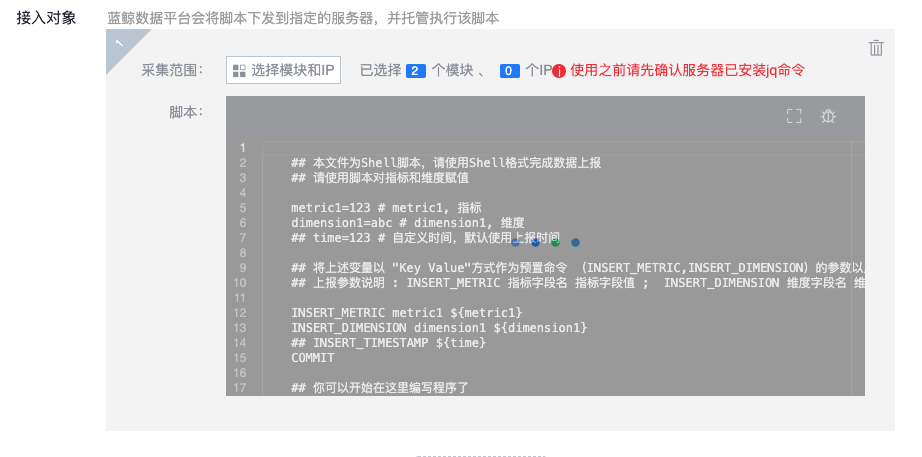 接入对象 蓝鲸数据平台会将脚本下发到指定的服务器，并托管执行该脚本
1
采集范围： 选择模块和IP 已选择 2 个模块 、 0 个IP 使用之前请先确认服务器已安装jq命令
脚本：
1
2 ## 本文件为Shell脚本，请使用Shell格式完成数据上报
3 ## 请使用脚本对指标和维度赋值
4
5 metric1=123 # metric1, 指标
6 dimension1=abc # dimension1, 维度
7 ## time=123 # 自定义时间，默认使用上报时间
8
9 ## 将上述变量以 "Key Value"方式作为预置命令 （INSERT_METRIC,INSERT_DIMENSION）的参数以
10 ## 上报参数说明 : INSERT_METRIC 指标字段名 指标字段值 ; INSERT_DIMENSION 维度字段名 维
11
12 INSERT_METRIC metric1 ${metric1}
13 INSERT_DIMENSION dimension1 ${dimension1}
14 ## INSERT_TIMESTAMP ${time}
15 COMMIT
16
17 ## 你可以开始在这里编写程序了